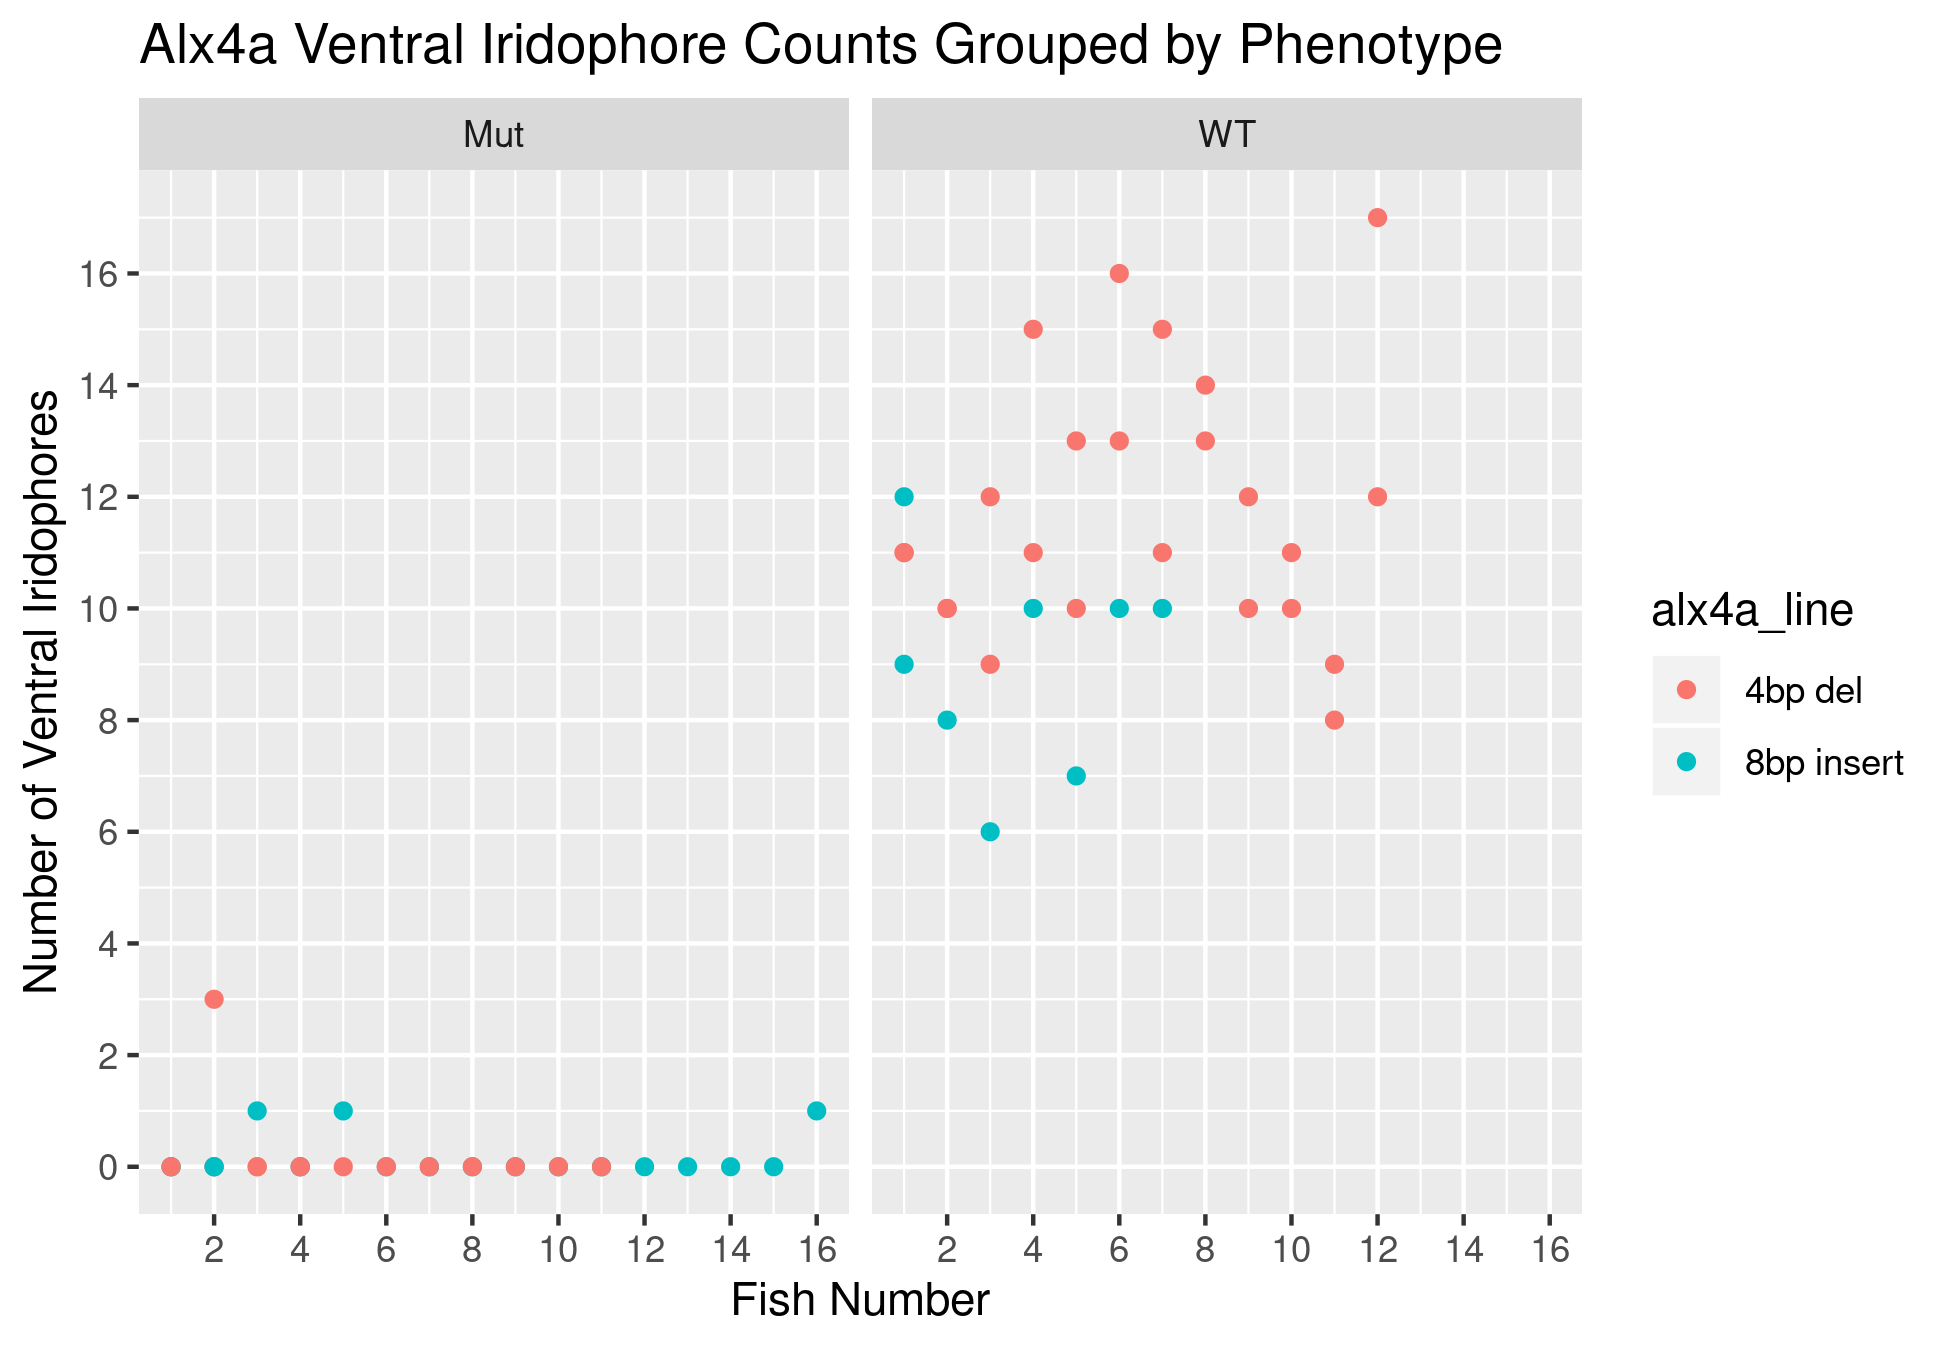 Alx4a Ventral Iridophore Counts Grouped by Phenotype
Mut
WT
Number of Ventral Iridophores
16
14
12
10
8
6
4
2
0
2 4 6 8 10 12 14 16
2 4 6 8 10 12 14 16
Fish Number
alx4a_line
4bp del
8bp insert